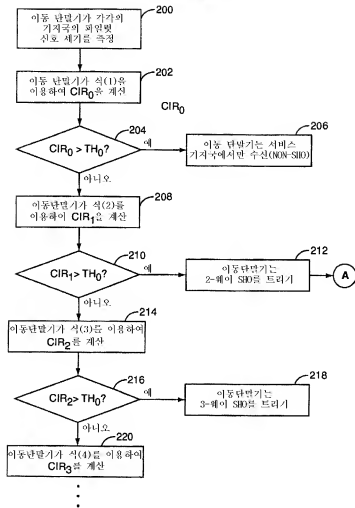 200
이동 단말기가 각각의
기지국의 파일럿
신호 세기를 측정
202
이동 단말기가 식(1)을
이용하여 CIR0을 계산
CIR0
204
CIR0 > TH0?
예
206
이동 단말기는 서비스
기지국에서만 수신(NON-SHO)
아니오
208
이동단말기가 식(2)를
이용하여 CIR1을 계산
210
CIR1 > TH0?
예
212
이동단말기는
2-웨이 SHO를 트리거
A
아니오
214
이동단말기가 식(3)를 이용하여
CIR2를 계산
216
CIR2 > TH0?
예
218
이동단말기는
3-웨이 SHO를 트리거
아니오
220
이동단말기가 식(4)를 이용하여
CIR3를 계산